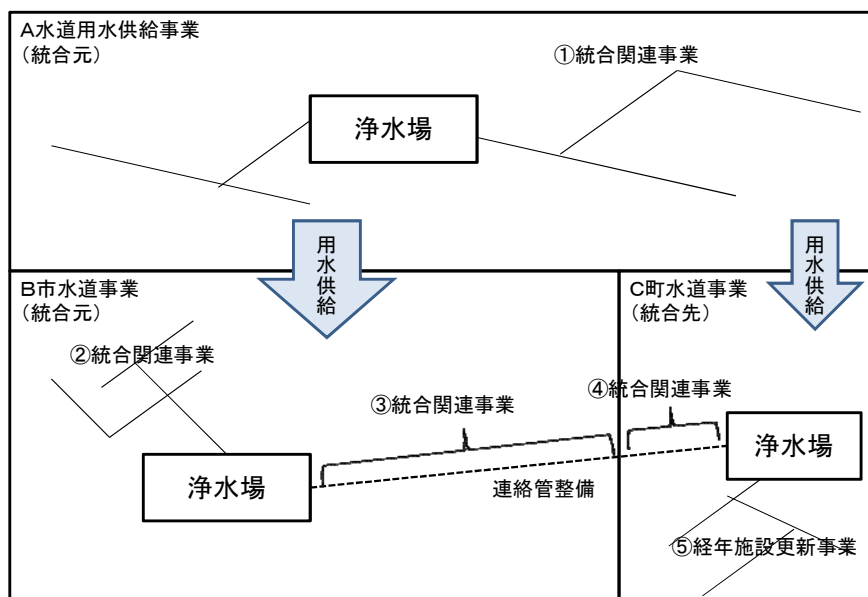 A水道用水供給事業
(統合元)
①統合関連事業
浄水場
用水供給
用水供給
B市水道事業
(統合元)
②統合関連事業
③統合関連事業
浄水場
連絡管整備
C町水道事業
(統合先)
④統合関連事業
浄水場
⑤経年施設更新事業